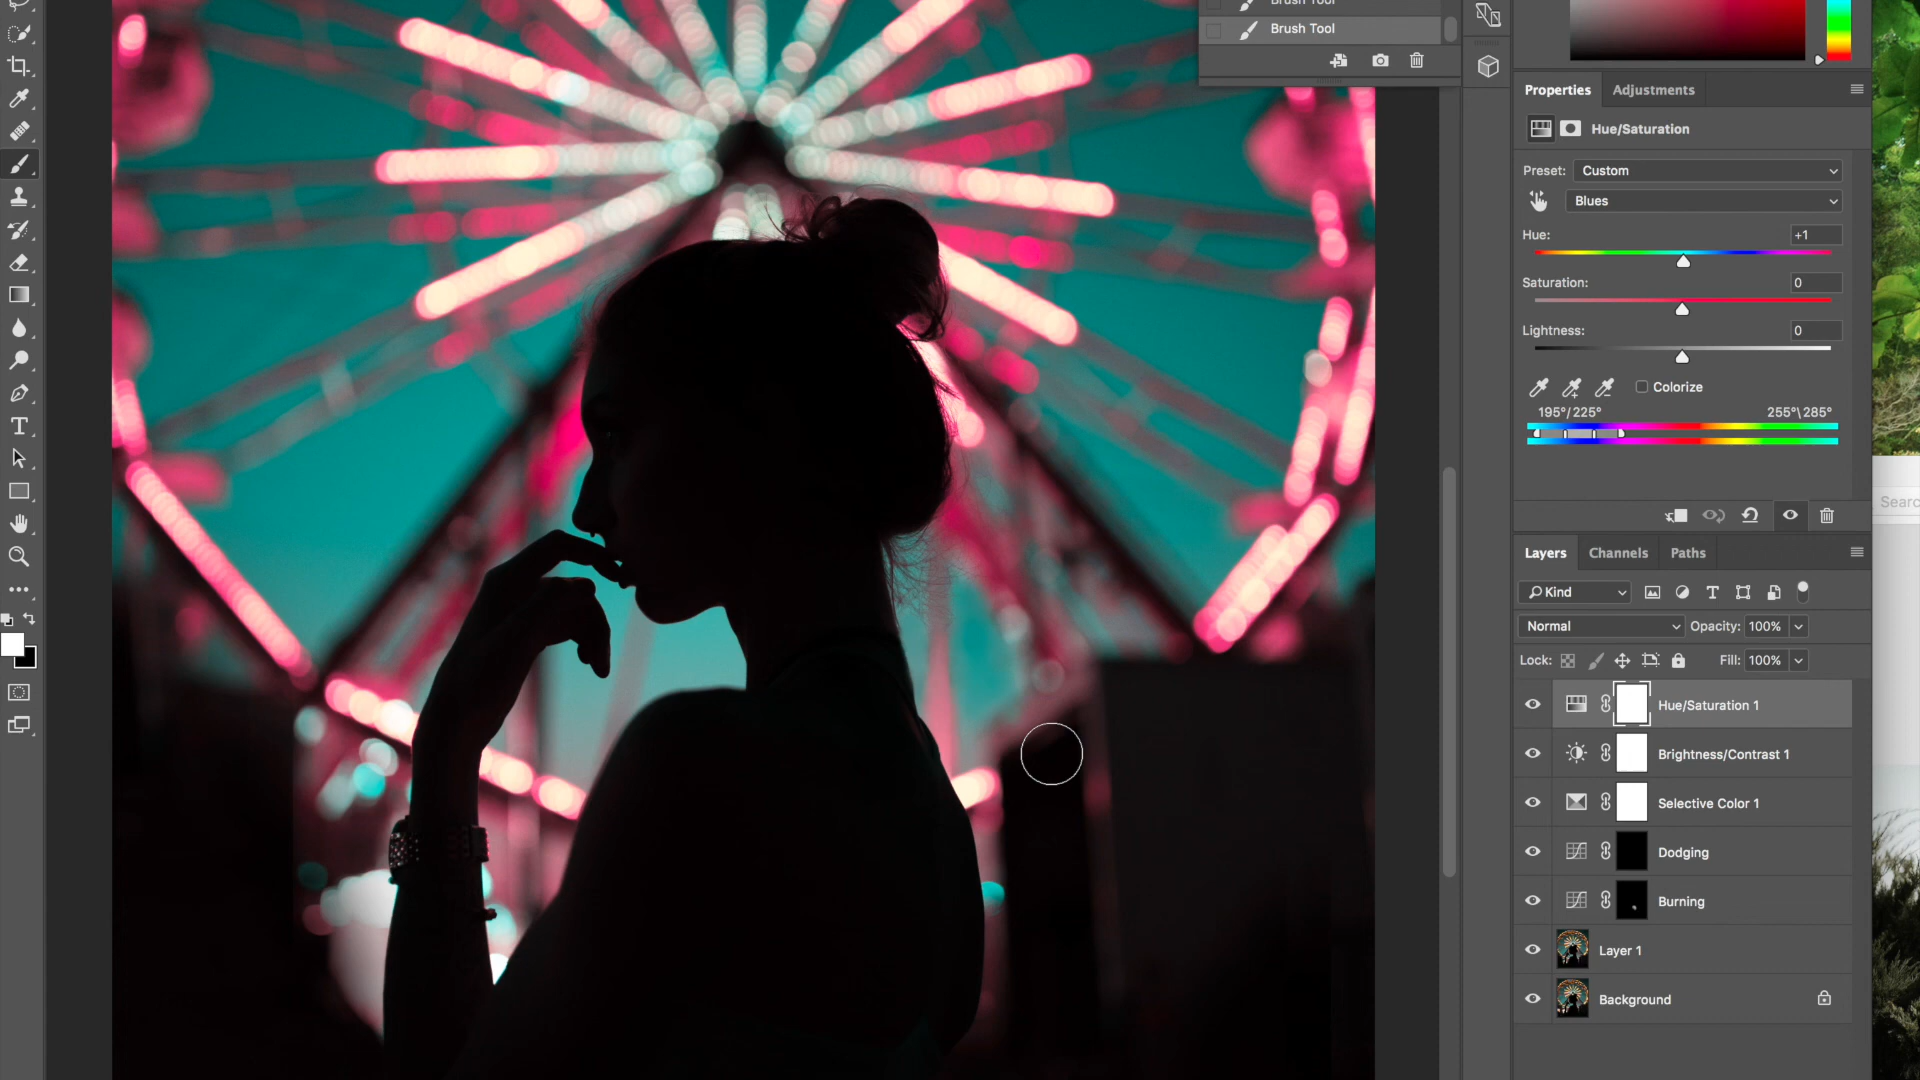 Brush Tool
Brush Tool
Properties
Adjustments
Hue/Saturation
Preset:
Custom
Blues
Hue:
+1
Saturation:
0
Lightness:
0
Colorize
195°/225°
255°\285°
Searc
Layers
Channels
Paths
Kind
T
Normal
Opacity:
100%
Lock:
Fill:
100%
Hue/Saturation 1
Brightness/Contrast 1
Selective Color 1
Dodging
Burning
Layer 1
Background
T